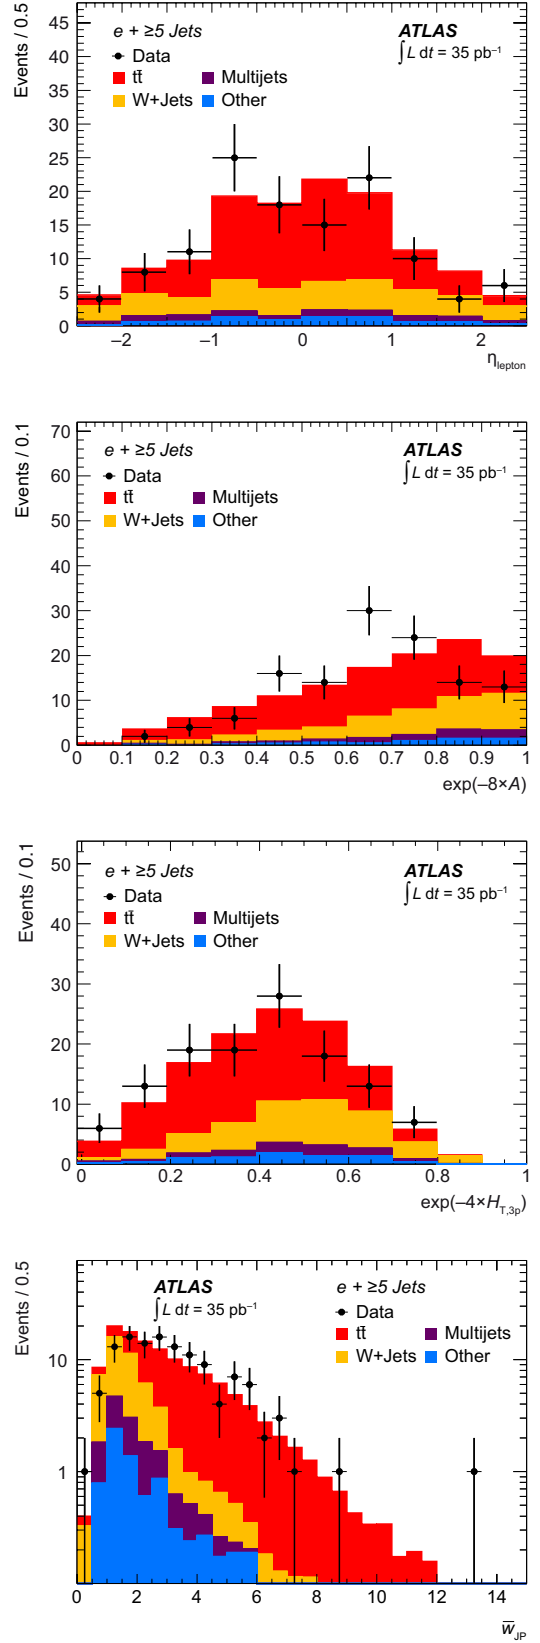 Events / 0.5
e + ≥5 Jets
ATLAS
∫L dt = 35 pb⁻¹
Data
tt̄
Multijets
W+Jets
Other
45
40
35
30
25
20
15
10
5
0
−2 −1 0 1 2
η_lepton
Events / 0.1
e + ≥5 Jets
ATLAS
∫L dt = 35 pb⁻¹
Data
tt̄
Multijets
W+Jets
Other
70
60
50
40
30
20
10
0
0 0.1 0.2 0.3 0.4 0.5 0.6 0.7 0.8 0.9 1
exp(−8×A)
Events / 0.1
e + ≥5 Jets
ATLAS
∫L dt = 35 pb⁻¹
Data
tt̄
Multijets
W+Jets
Other
50
40
30
20
10
0
0 0.2 0.4 0.6 0.8 1
exp(−4×H_T,3p)
Events / 0.5
ATLAS
∫L dt = 35 pb⁻¹
e + ≥5 Jets
Data
tt̄
Multijets
W+Jets
Other
10
1
0 2 4 6 8 10 12 14
w̅_JP